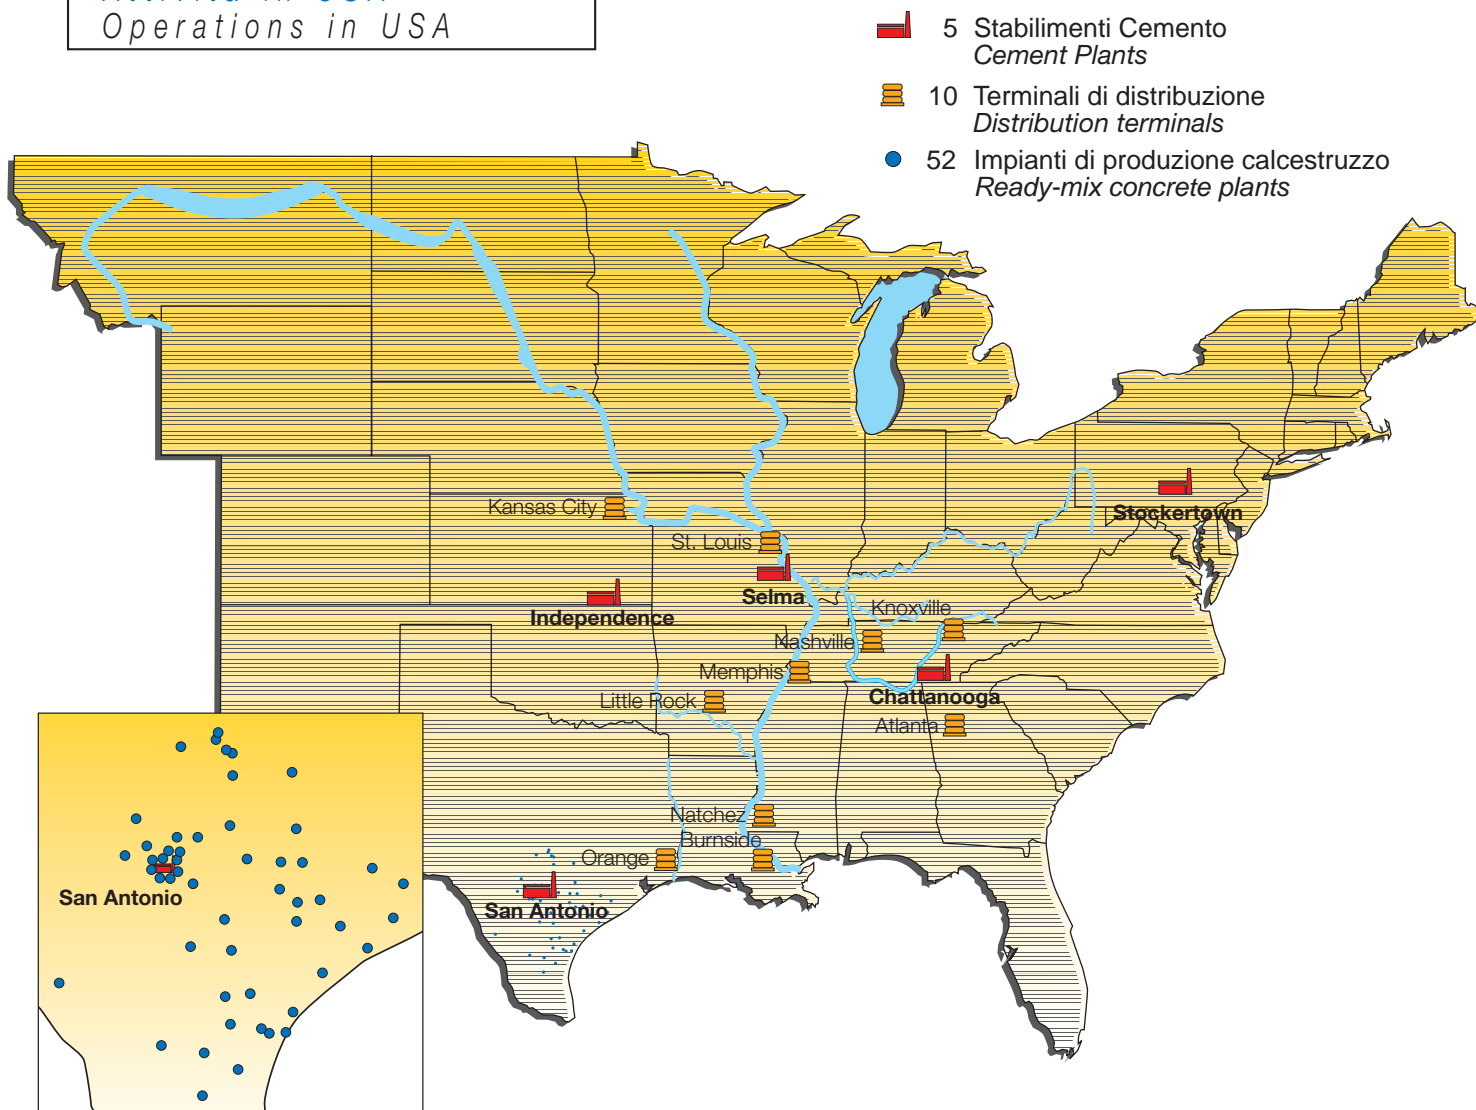 Operations in USA
5 Stabilimenti Cemento
Cement Plants
10 Terminali di distribuzione
Distribution terminals
52 Impianti di produzione calcestruzzo
Ready-mix concrete plants
Kansas City
Stockertown
St. Louis
Selma
Independence
Knoxville
Nashville
Memphis
Chattanooga
Little Rock
Atlanta
Natchez
Burnside
Orange
San Antonio
San Antonio